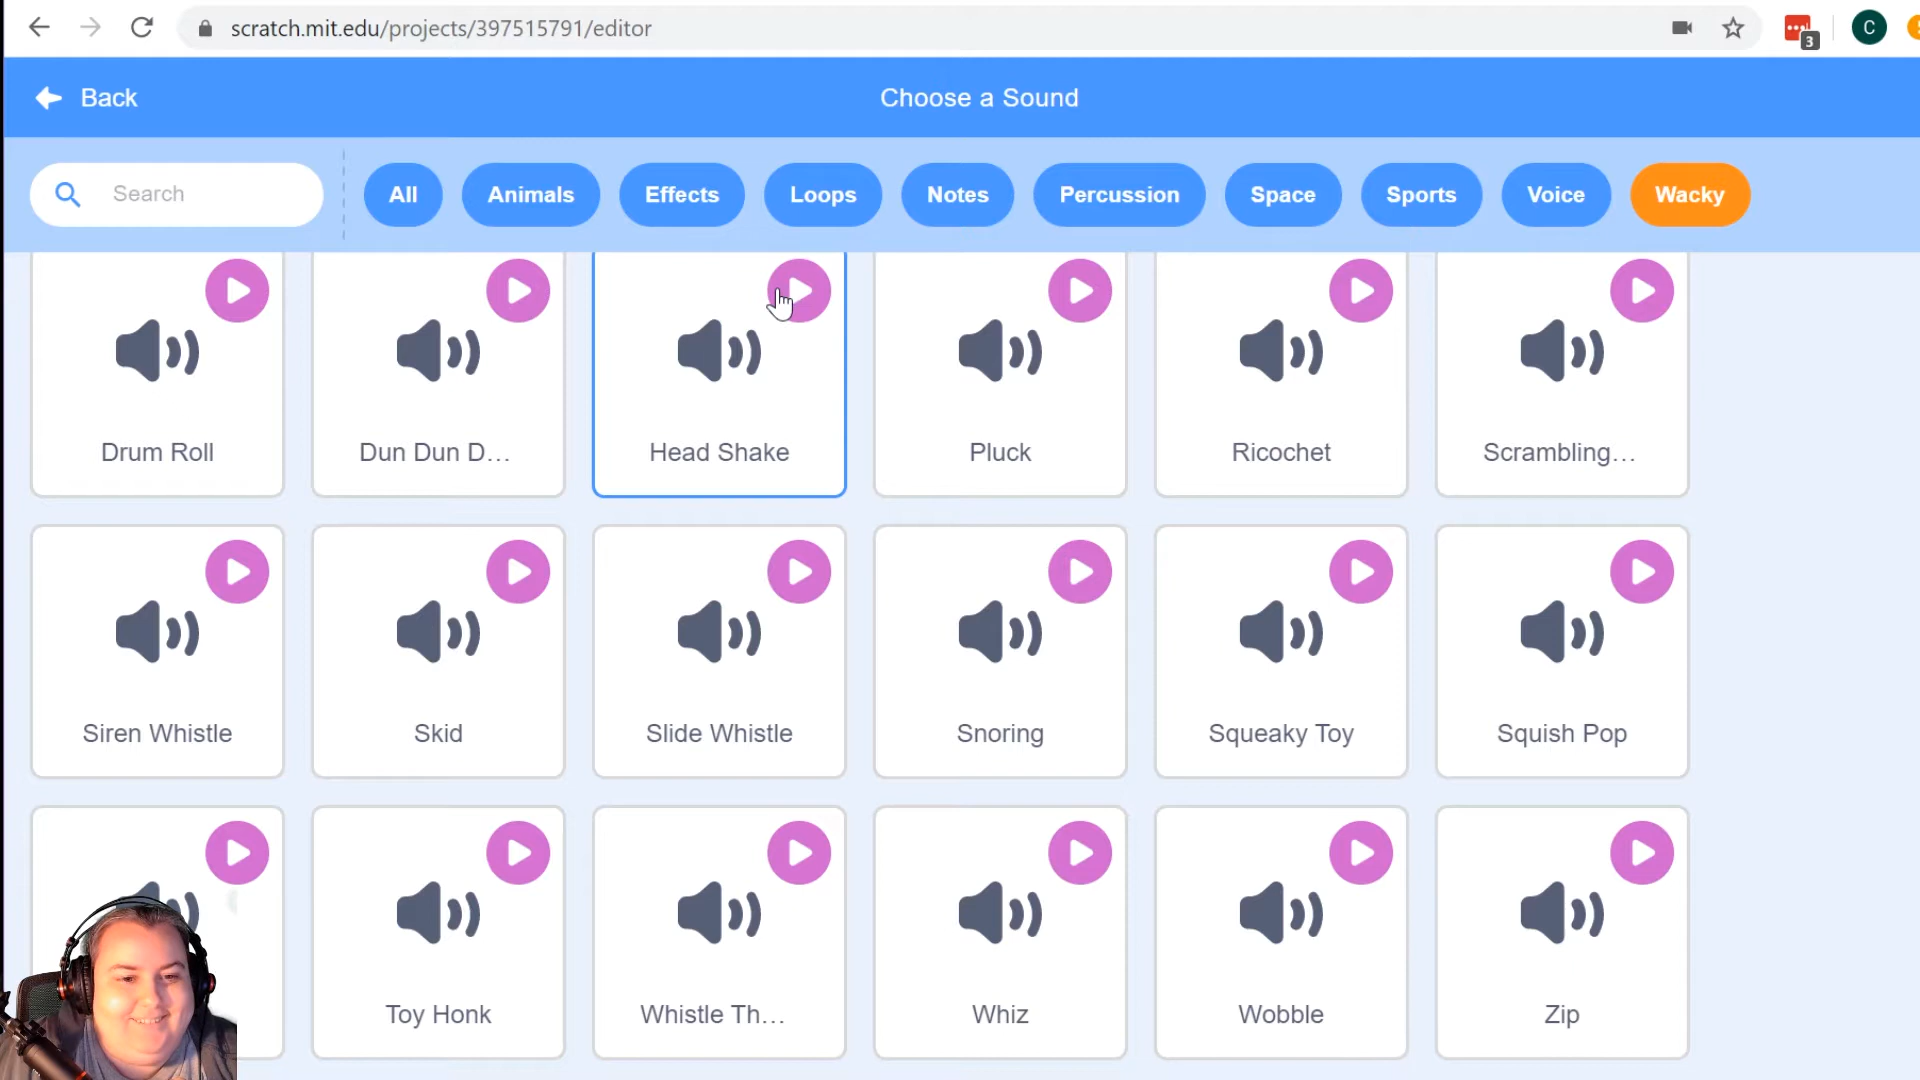 scratch.mit.edu/projects/397515791/editor
3
C
Back
Choose a Sound
Search
All
Animals
Effects
Loops
Notes
Percussion
Space
Sports
Voice
Wacky
Drum Roll
Dun Dun D...
Head Shake
Pluck
Ricochet
Scrambling...
Siren Whistle
Skid
Slide Whistle
Snoring
Squeaky Toy
Squish Pop
Toy Honk
Whistle Th...
Whiz
Wobble
Zip